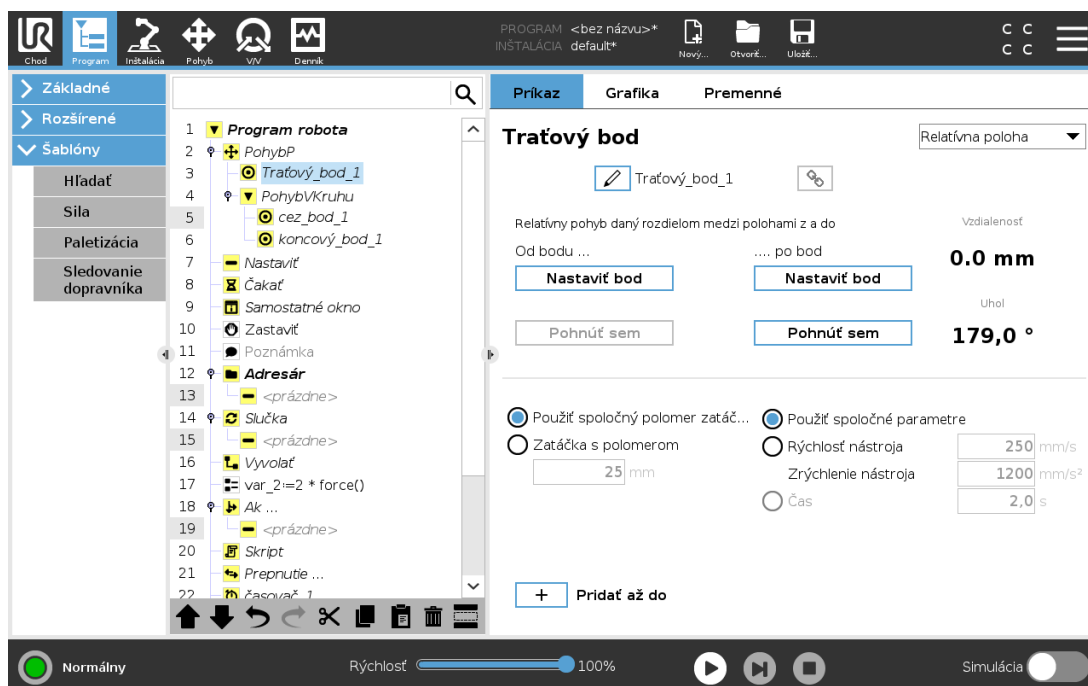 UR
Chod
Program
Inštalácia
Pohyb
V/V
Denník
PROGRAM <bez názvu>*
INŠTALÁCIA default*
Nový...
Otvoriť...
Uložiť...
C C
C C
Základné
Rozšírené
Šablóny
Hľadať
Sila
Paletizácia
Sledovanie
dopravníka
1 Program robota
2 PohybP
3 Traťový_bod_1
4 PohybVKruhu
5 cez_bod_1
6 koncový_bod_1
7 Nastaviť
8 Čakať
9 Samostatné okno
10 Zastaviť
11 Poznámka
12 Adresár
13 <prázdne>
14 Slučka
15 <prázdne>
16 Vyvolať
17 var_2:=2 * force()
18 Ak ...
19 <prázdne>
20 Skript
21 Prepnutie ...
22 časovač_1
Príkaz
Grafika
Premenné
Traťový bod
Relatívna poloha
Traťový_bod_1
Relatívny pohyb daný rozdielom medzi polohami z a do
Od bodu ...
.... po bod
Nastaviť bod
Nastaviť bod
Pohnúť sem
Pohnúť sem
Vzdialenosť
0.0 mm
Uhol
179,0 °
Použiť spoločný polomer zatáč...
Zatáčka s polomerom
25 mm
Použiť spoločné parametre
Rýchlosť nástroja
250 mm/s
Zrýchlenie nástroja
1200 mm/s²
Čas
2,0 s
+ Pridať až do
Normálny
Rýchlosť
100%
Simulácia